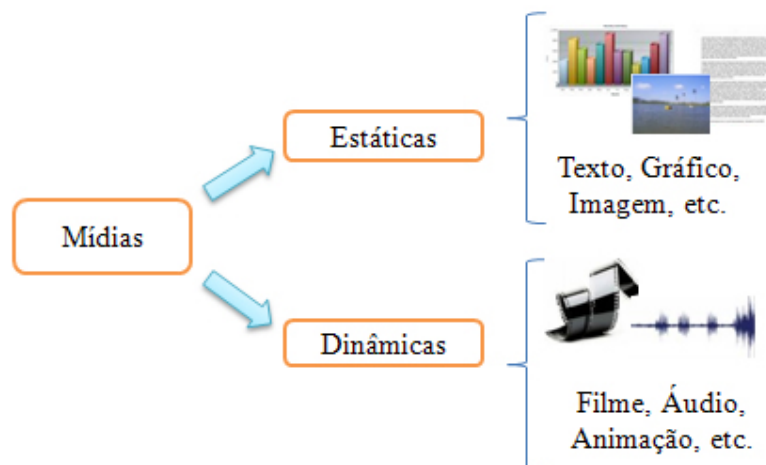 Mídias
Estáticas
Texto, Gráfico,
Imagem, etc.
Dinâmicas
Filme, Áudio,
Animação, etc.